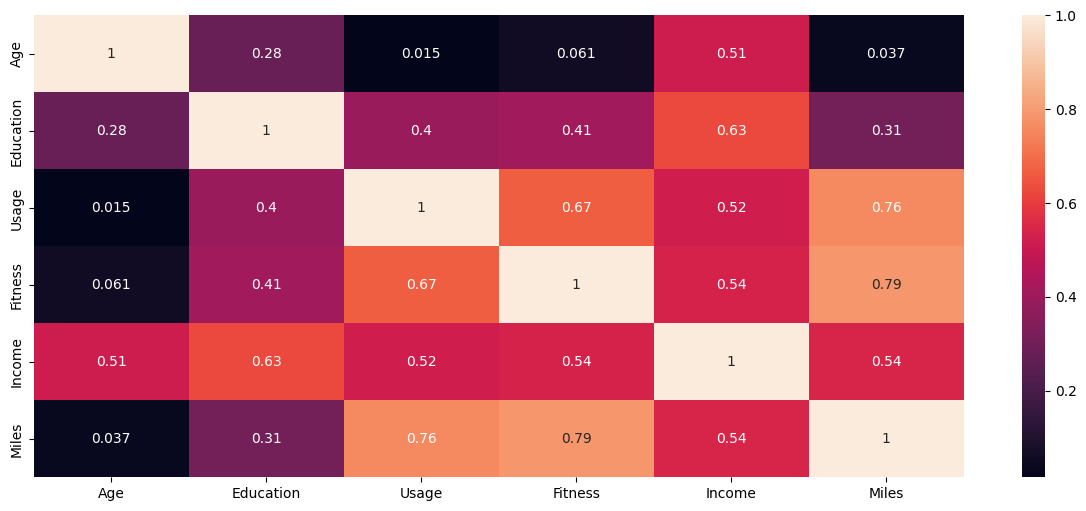 1.0
Age 1 0.28 0.015 0.061 0.51 0.037
Education 0.28 1 0.4 0.41 0.63 0.31
0.8
Usage 0.015 0.4 1 0.67 0.52 0.76
0.6
Fitness 0.061 0.41 0.67 1 0.54 0.79
0.4
Income 0.51 0.63 0.52 0.54 1 0.54
0.2
Miles 0.037 0.31 0.76 0.79 0.54 1
Age Education Usage Fitness Income Miles